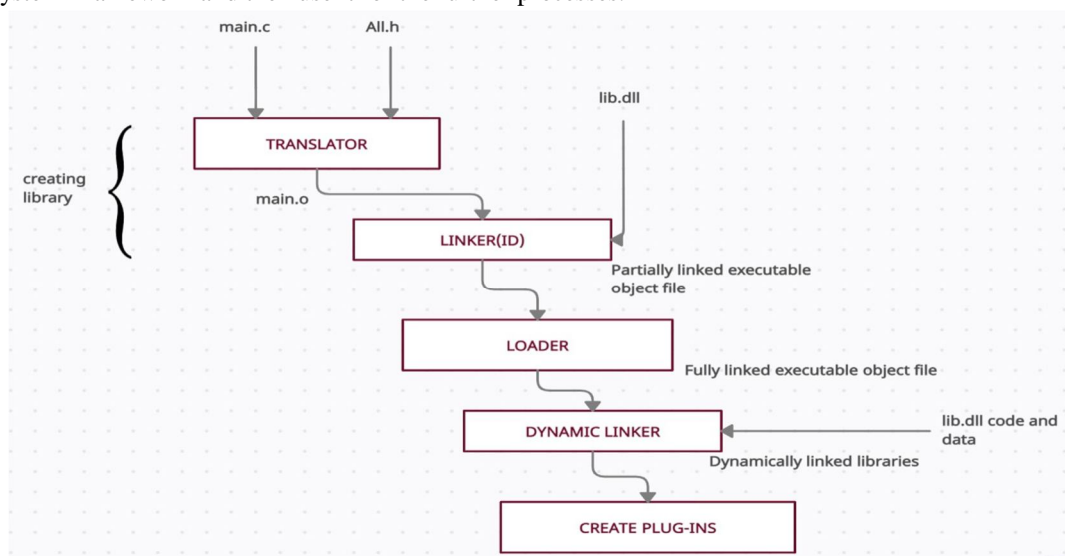 main.c
All.h
lib.dll
TRANSLATOR
creating
library
main.o
LINKER(ID)
Partially linked executable
object file
LOADER
Fully linked executable object file
DYNAMIC LINKER
lib.dll code and
data
Dynamically linked libraries
CREATE PLUG-INS